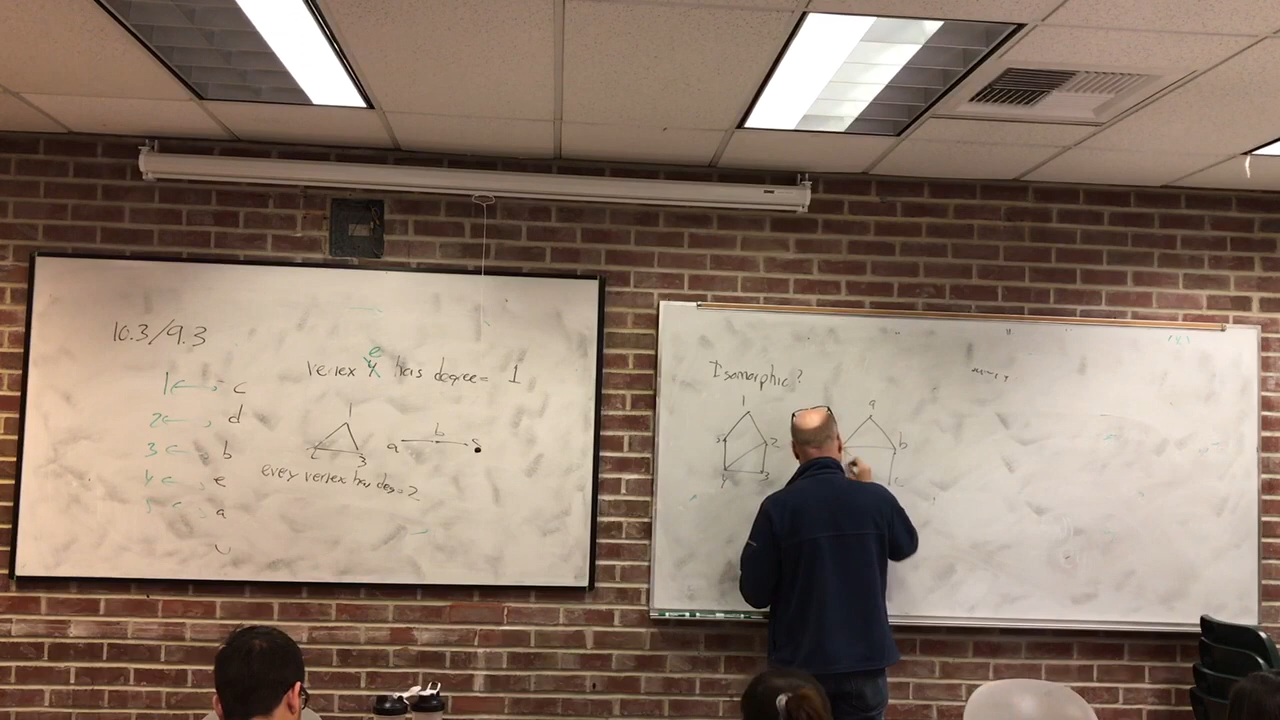 10.3/9.3
vertex e has degree = 1
1 c
2 d
3 b
4 e
5 a
1
2 3
a b
every vertex has deg = 2
Isomorphic?
1
5 2
4 3
a
b
c